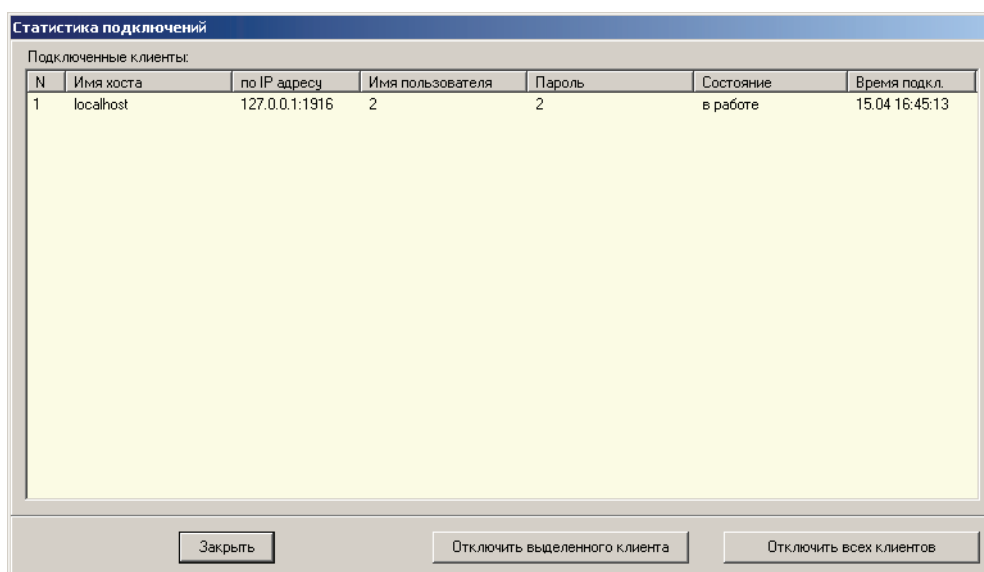 Статистика подключений
Подключенные клиенты:
N Имя хоста по IP адресу Имя пользователя Пароль Состояние Время подкл.
1 localhost 127.0.0.1:1916 2 2 в работе 15.04 16:45:13
Закрыть Отключить выделенного клиента Отключить всех клиентов